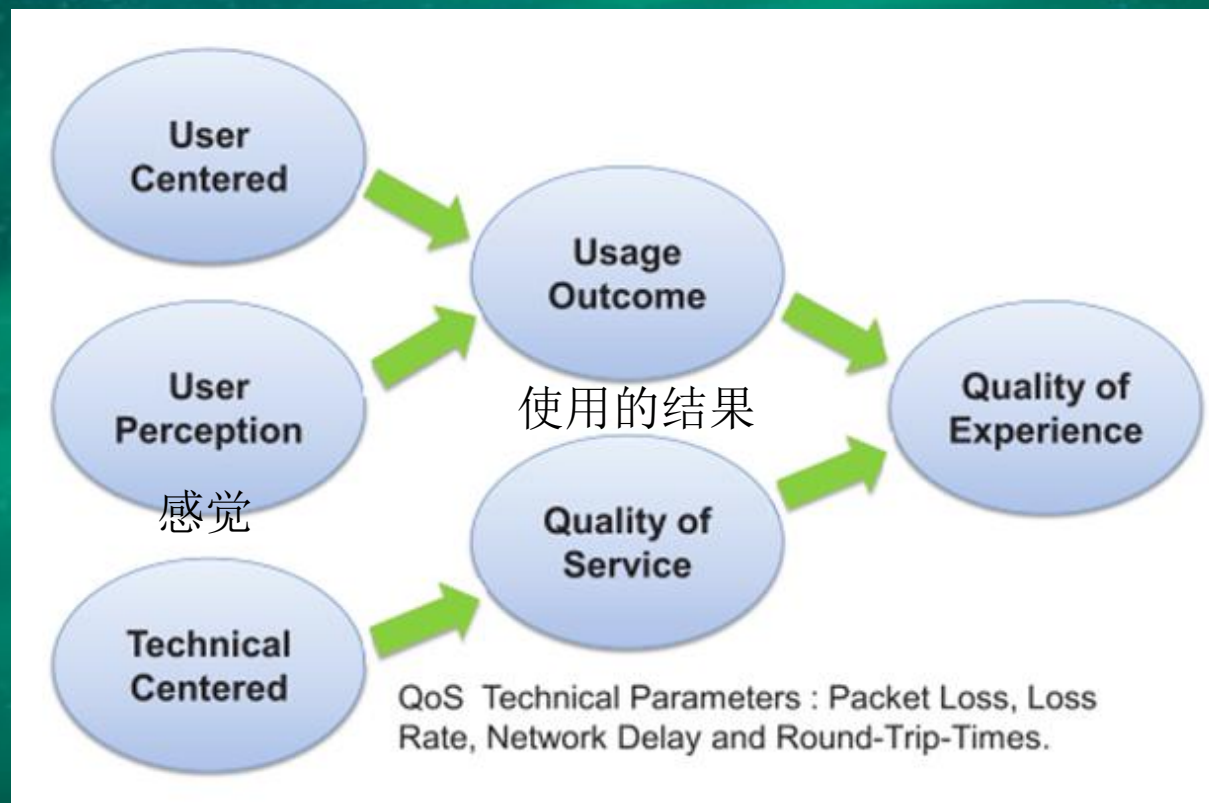 User
Centered
User
Perception
感觉
Technical
Centered
Usage
Outcome
使用的结果
Quality of
Service
Quality of
Experience
QoS Technical Parameters : Packet Loss, Loss
Rate, Network Delay and Round-Trip-Times.